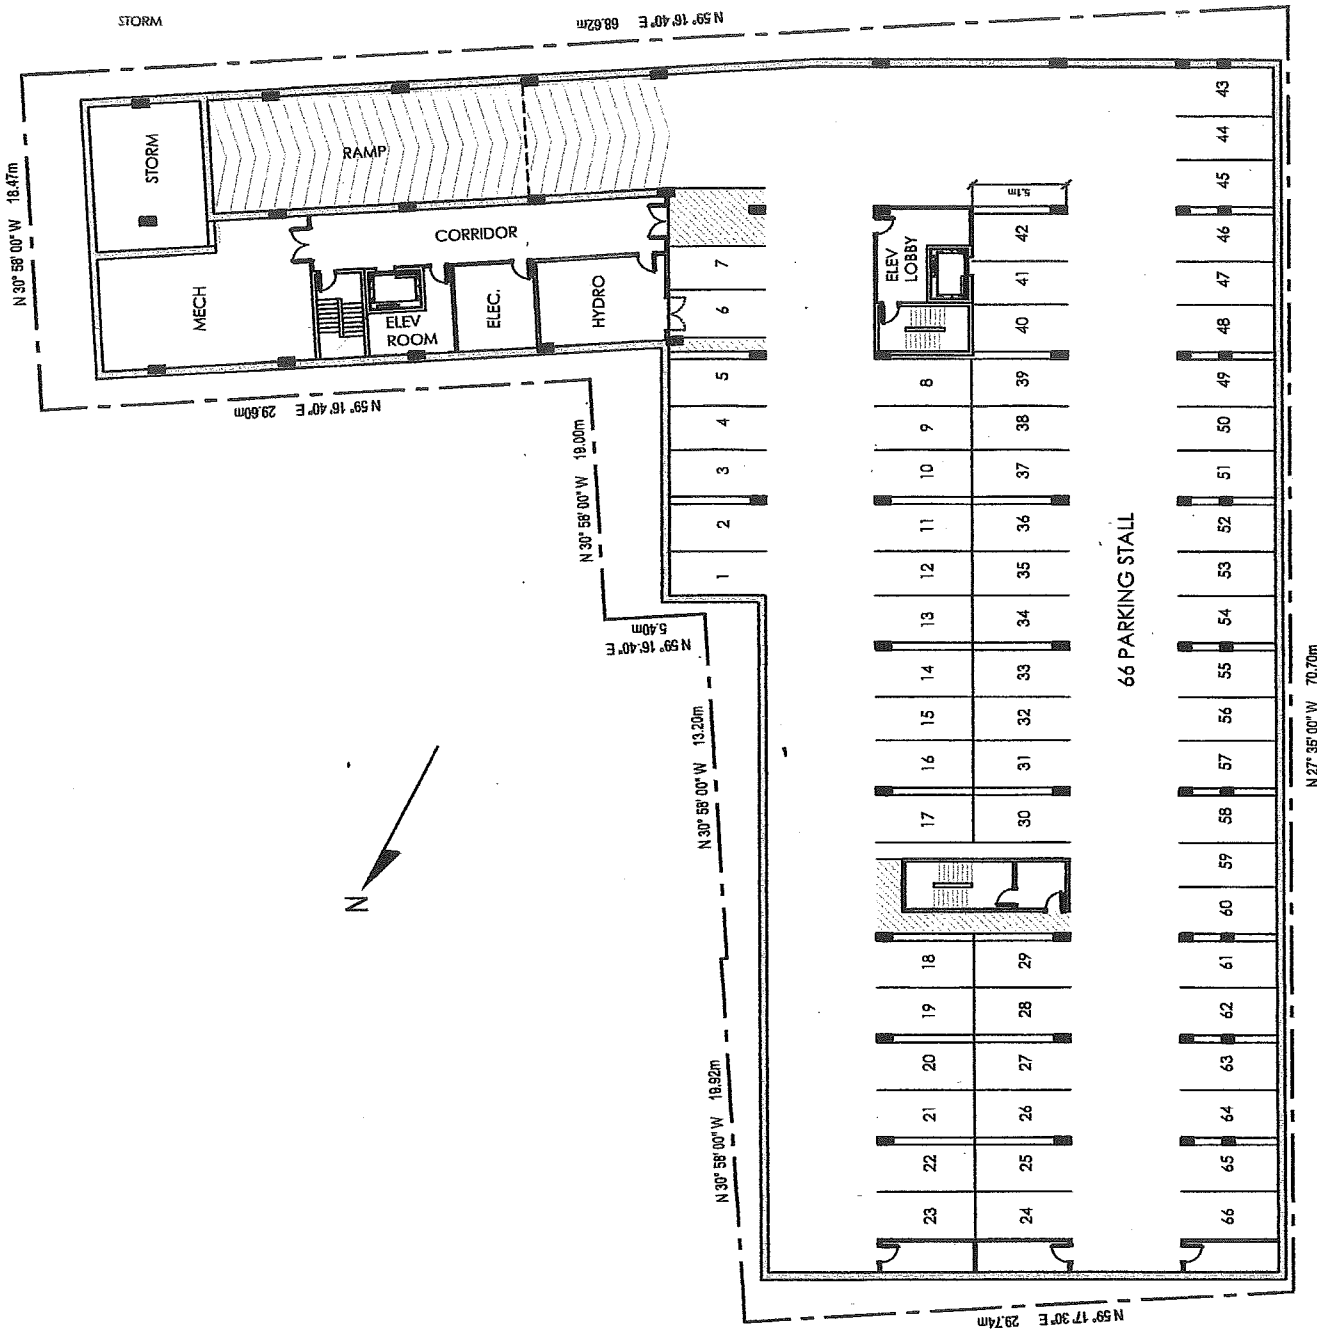 STORM
N 59° 16' 40" E 68.62m
N 30° 58' 00" W 18.47m
STORM
RAMP
CORRIDOR
MECH
ELEV
ROOM
ELEC.
HYDRO
N 59° 16' 40" E 29.60m
N 30° 58' 00" W 19.00m
N 59° 16' 40" E
5.40m
N 30° 58' 00" W 13.20m
N 30° 58' 00" W 19.92m
N 59° 17' 30" E
29.74m
N 27° 35' 00" W 70.70m
N
5.1m
ELEV
LOBBY
66 PARKING STALL
7
6
5
4
3
2
1
8
9
10
11
12
13
14
15
16
17
18
19
20
21
22
23
42
41
40
39
38
37
36
35
34
33
32
31
30
29
28
27
26
25
24
43
44
45
46
47
48
49
50
51
52
53
54
55
56
57
58
59
60
61
62
63
64
65
66